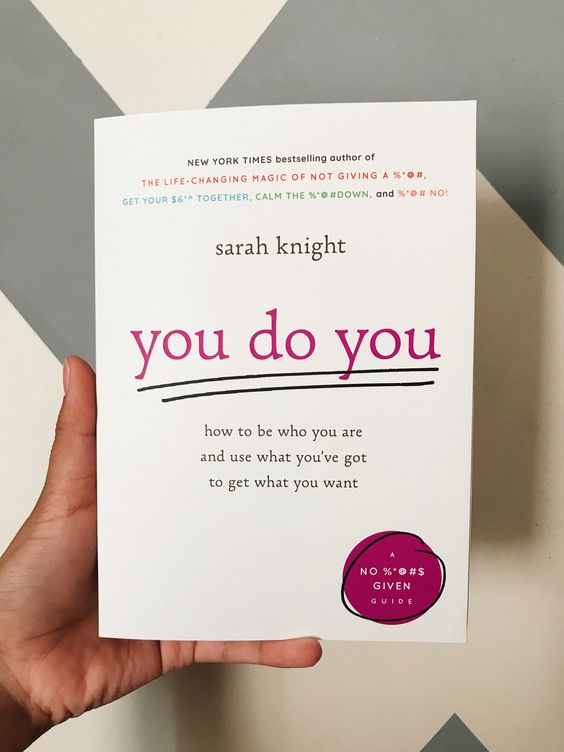 NEW YORK TIMES bestselling author of
THE LIFE-CHANGING MAGIC OF NOT GIVING A %*@#,
GET YOUR $&*^ TOGETHER, CALM THE %*@#DOWN, and %*@# NO!
sarah knight
you do you
how to be who you are
and use what you've got
to get what you want
A
NO %*@#$
GIVEN
GUIDE